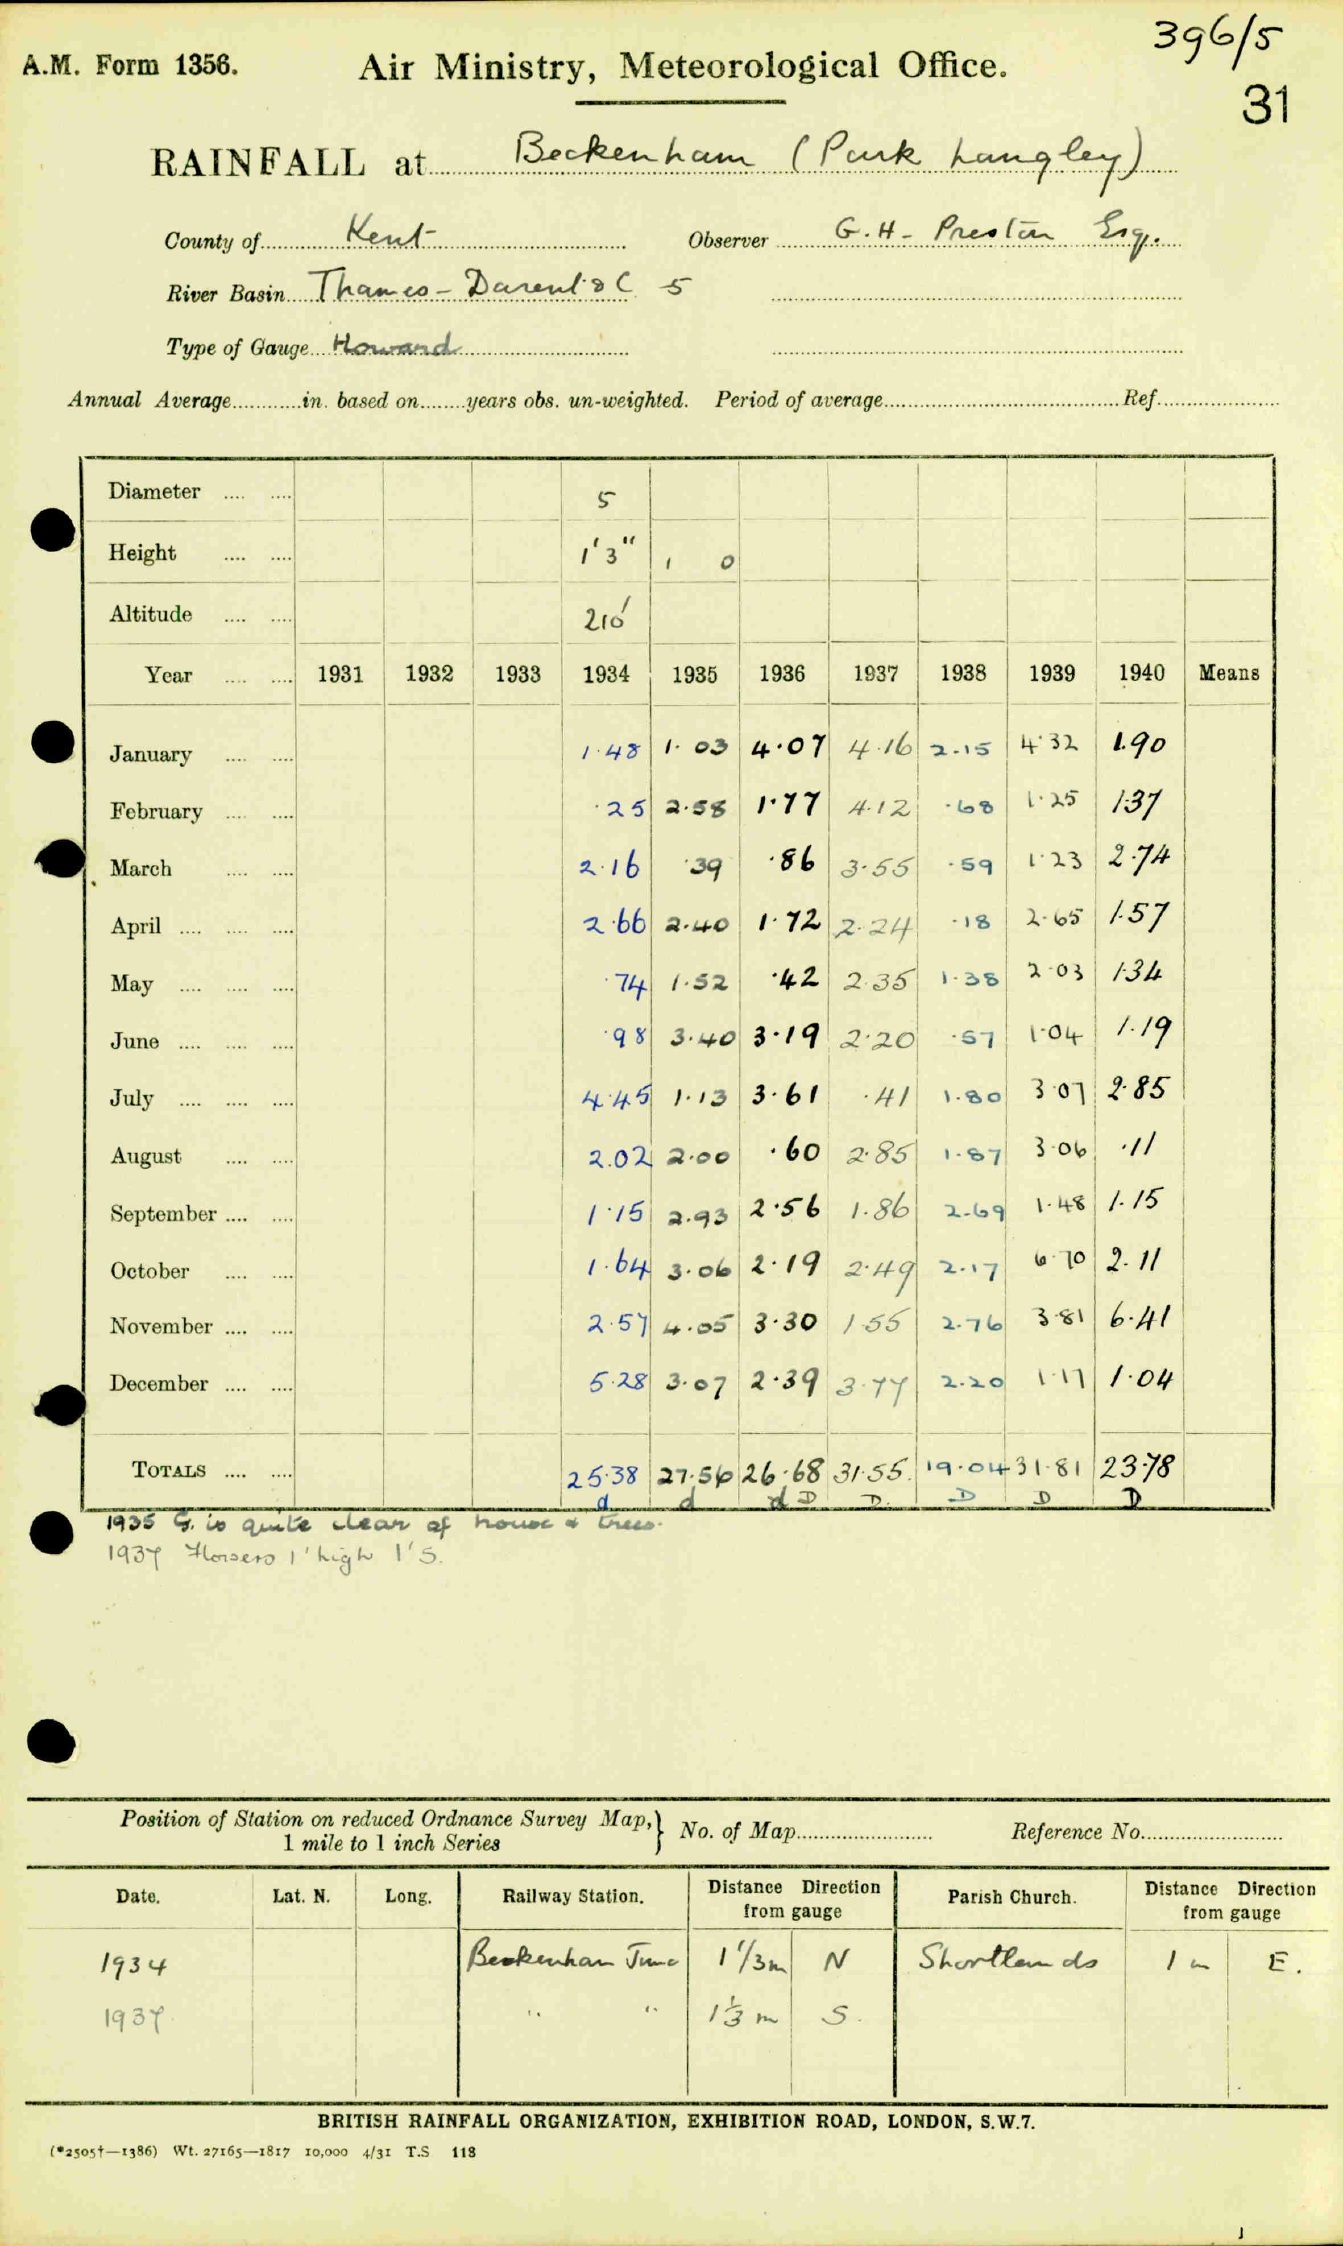 396/5
A.M. Form 1356. Air Ministry, Meteorological Office.
31
RAINFALL at Beckenham (Park Langley)
County of Kent Observer G.H. Preston Esq.
River Basin Thames - Darent &C 5
Type of Gauge Howard
Annual Average in. based on years obs. un-weighted. Period of average Ref.
Diameter 5
Height 1'3" 1 0
Altitude 210'
Year 1931 1932 1933 1934 1935 1936 1937 1938 1939 1940 Means
January 1.48 1.03 4.07 4.16 2.15 4.32 1.90
February .25 2.58 1.77 4.12 .68 1.25 1.37
March 2.16 .39 .86 3.55 .59 1.23 2.74
April 2.66 2.40 1.72 2.24 .18 2.65 1.57
May .74 1.52 .42 2.35 1.38 2.03 1.34
June .98 3.40 3.19 2.20 .57 1.04 1.19
July 4.45 1.13 3.61 .41 1.80 3.07 2.85
August 2.02 2.00 .60 2.85 1.87 3.06 .11
September 1.15 2.93 2.56 1.86 2.69 1.48 1.15
October 1.64 3.06 2.19 2.49 2.17 6.70 2.11
November 2.57 4.05 3.30 1.55 2.76 3.81 6.41
December 5.28 3.07 2.39 3.77 2.20 1.17 1.04
TOTALS 25.38 27.56 26.68 31.55 19.04 31.81 23.78
d d d D D D D D
1935 G. is quite clear of house & trees.
1937 Flowers 1' high 1' S.
Position of Station on reduced Ordnance Survey Map, } No. of Map Reference No.
1 mile to 1 inch Series
Date. Lat. N. Long. Railway Station. Distance Direction from gauge Parish Church. Distance Direction from gauge
1934 Beckenham Junc 1 1/3 m N Shortlands 1 m E.
1937 " " 1 1/3 m S.
BRITISH RAINFALL ORGANIZATION, EXHIBITION ROAD, LONDON, S.W.7.
(*2505†—1386) Wt. 27165—1817 10,000 4/31 T.S 118